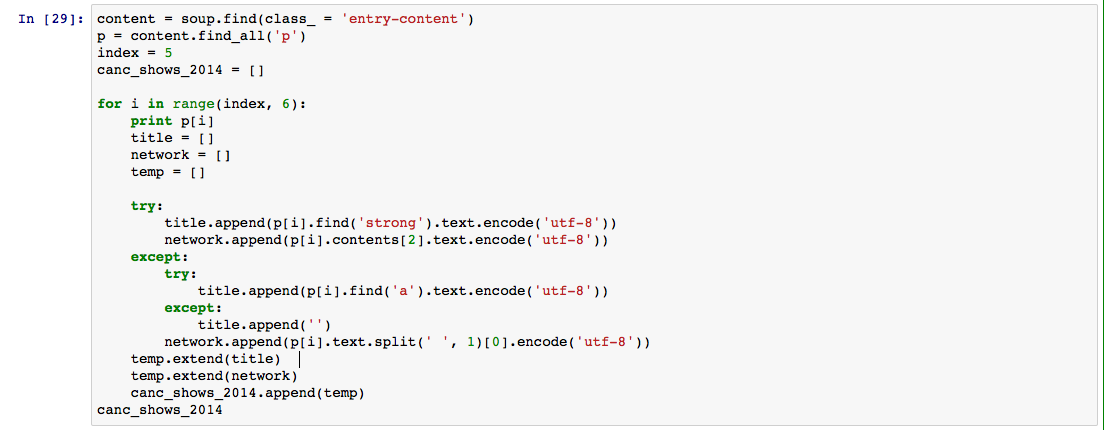 In [29]: content = soup.find(class_ = 'entry-content')
p = content.find_all('p')
index = 5
canc_shows_2014 = []

for i in range(index, 6):
    print p[i]
    title = []
    network = []
    temp = []

    try:
        title.append(p[i].find('strong').text.encode('utf-8'))
        network.append(p[i].contents[2].text.encode('utf-8'))
    except:
        try:
            title.append(p[i].find('a').text.encode('utf-8'))
        except:
            title.append('')
        network.append(p[i].text.split(' ', 1)[0].encode('utf-8'))
    temp.extend(title)
    temp.extend(network)
    canc_shows_2014.append(temp)
canc_shows_2014